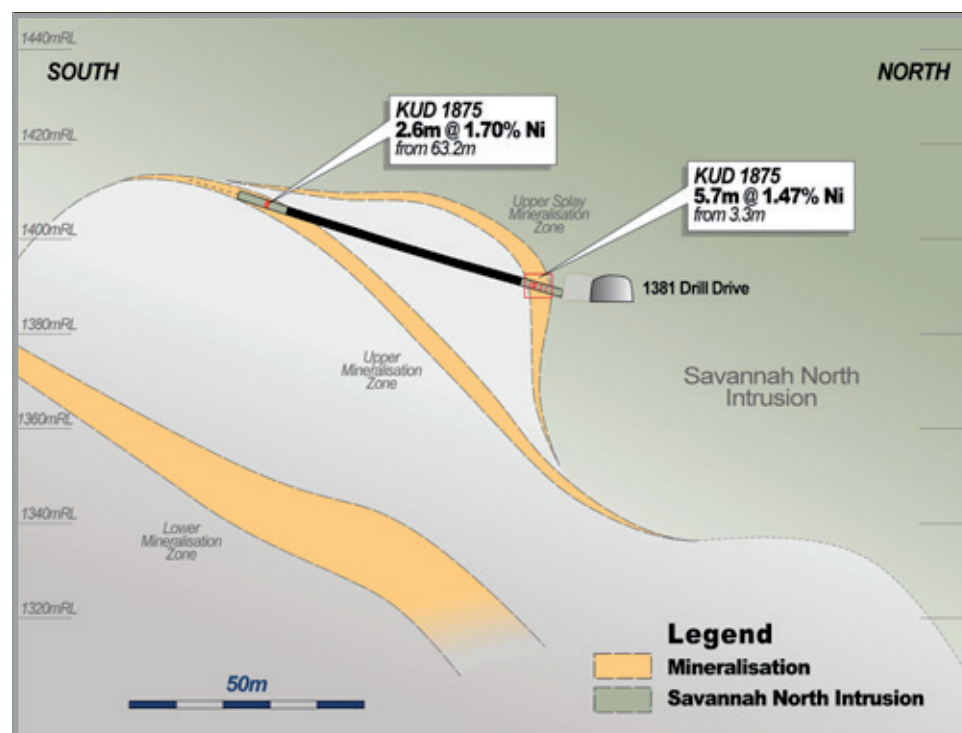 1440mRL
SOUTH
NORTH
KUD 1875
2.6m @ 1.70% Ni
from 63.2m
1420mRL
KUD 1875
5.7m @ 1.47% Ni
from 3.3m
Upper Splay
Mineralisation
Zone
1400mRL
1381 Drill Drive
1380mRL
Upper
Mineralisation
Zone
Savannah North
Intrusion
1360mRL
1340mRL
Lower
Mineralisation
Zone
1320mRL
Legend
Mineralisation
Savannah North Intrusion
50m